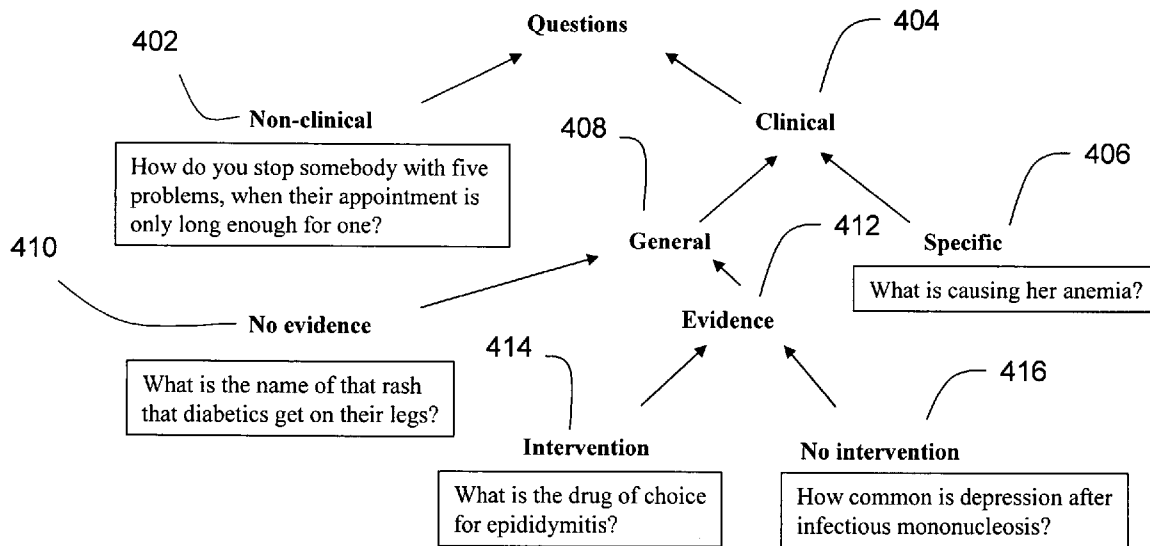 Questions
402
404
Non-clinical
Clinical
408
406
How do you stop somebody with five
problems, when their appointment is
only long enough for one?
General
412
Specific
410
What is causing her anemia?
No evidence
Evidence
414
416
What is the name of that rash
that diabetics get on their legs?
Intervention
No intervention
What is the drug of choice
for epididymitis?
How common is depression after
infectious mononucleosis?